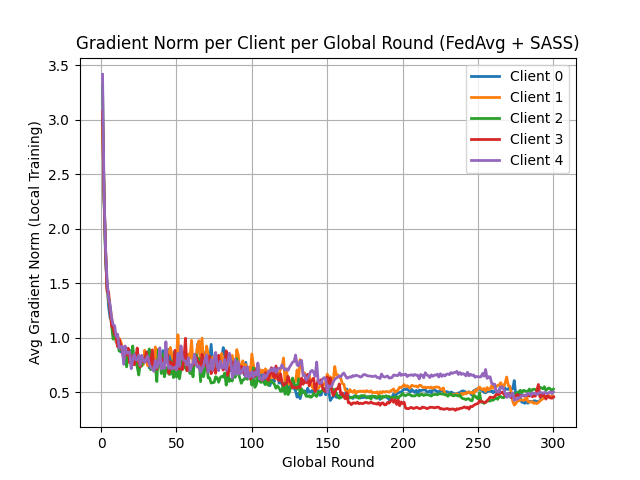 Gradient Norm per Client per Global Round (FedAvg + SASS)
Avg Gradient Norm (Local Training)
3.5
3.0
2.5
2.0
1.5
1.0
0.5
Client 0
Client 1
Client 2
Client 3
Client 4
0 50 100 150 200 250 300
Global Round